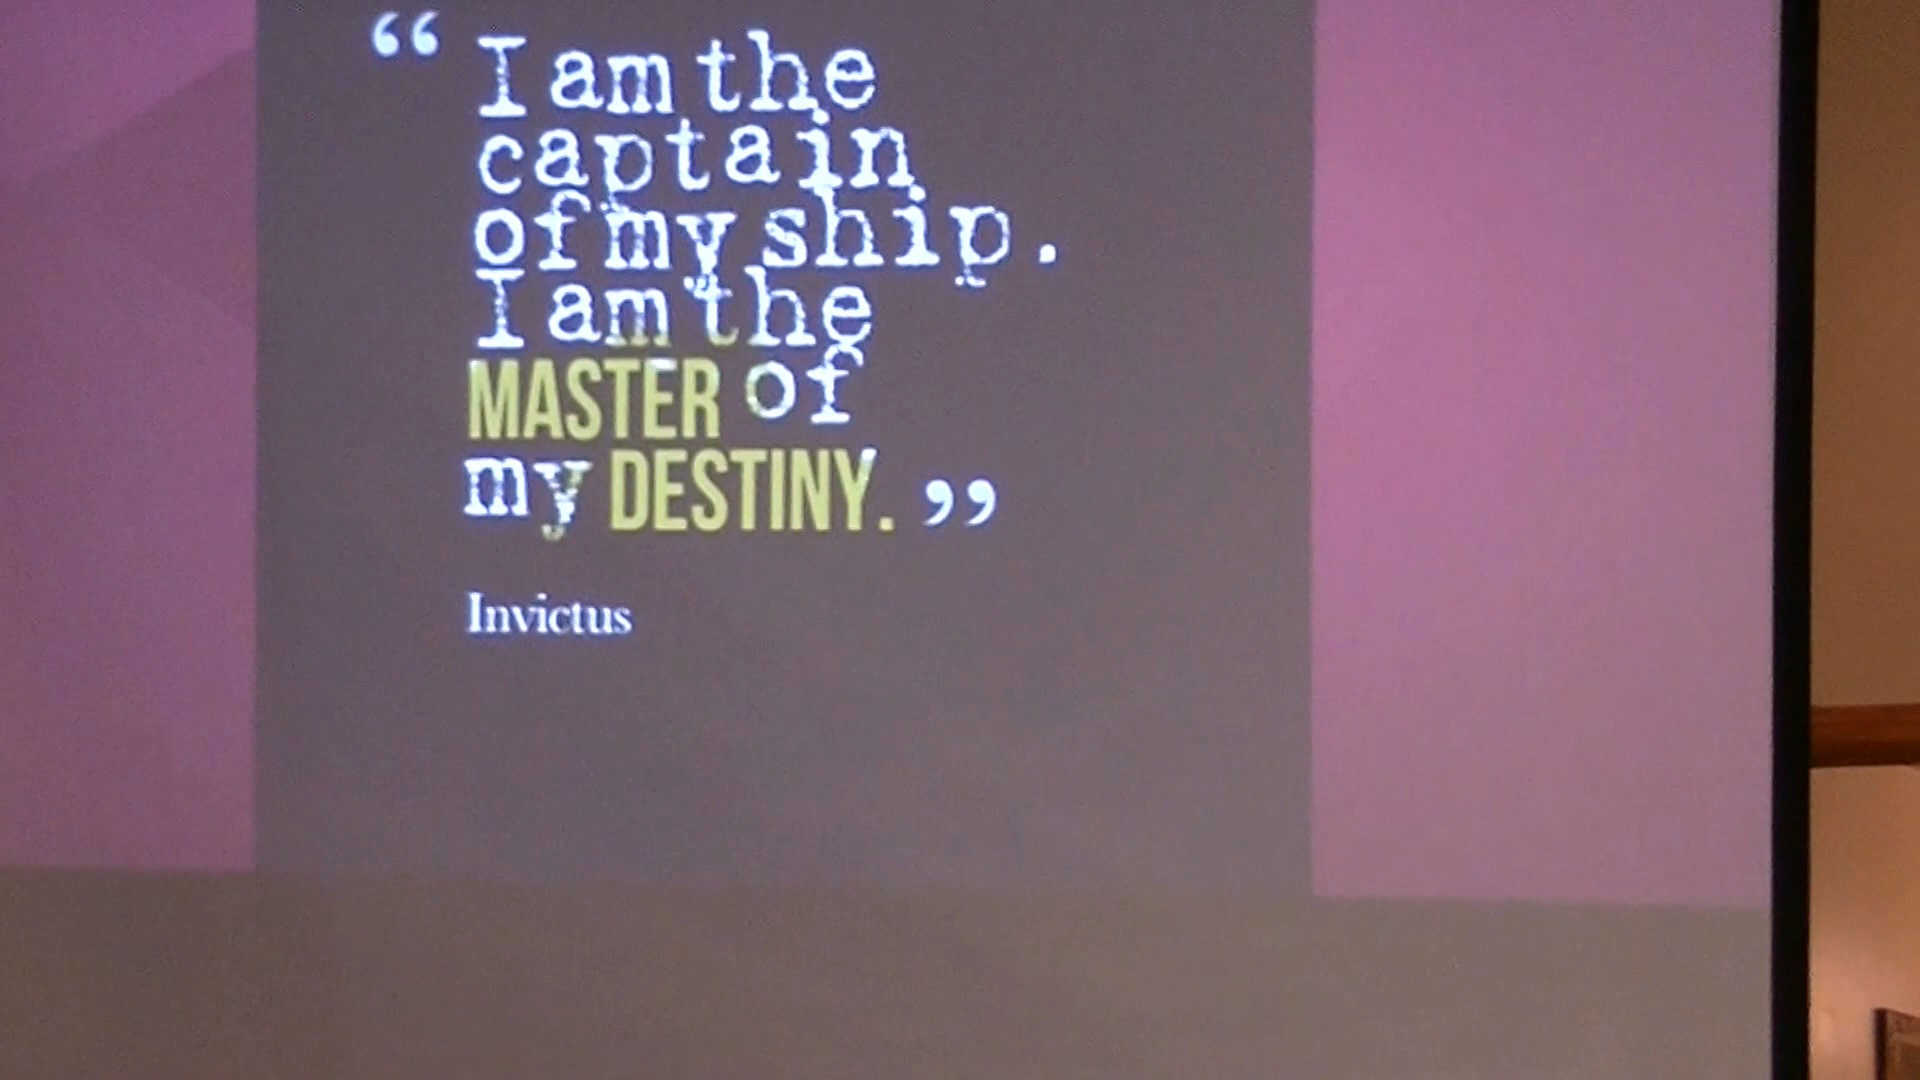 “ I am the
captain
of my ship.
I am the
MASTER of
my DESTINY. ”
Invictus